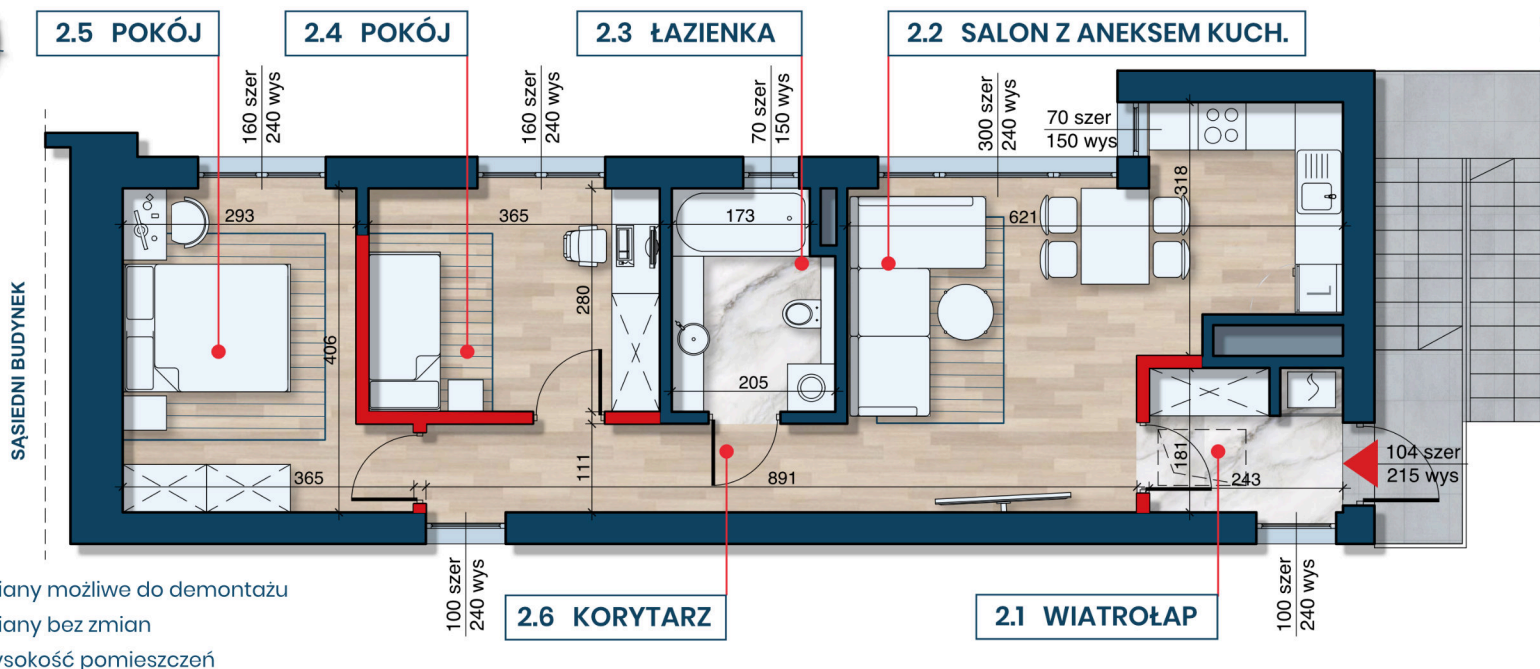 2.5 POKÓJ
2.4 POKÓJ
2.3 ŁAZIENKA
2.2 SALON Z ANEKSEM KUCH.
160 szer
240 wys
160 szer
240 wys
70 szer
150 wys
300 szer
240 wys
70 szer
150 wys
318
293
365
173
621
280
406
205
SĄSIEDNI BUDYNEK
365
111
891
181
243
104 szer
215 wys
100 szer
240 wys
100 szer
240 wys
2.6 KORYTARZ
2.1 WIATROŁAP
iany możliwe do demontażu
iany bez zmian
ysokość pomieszczeń